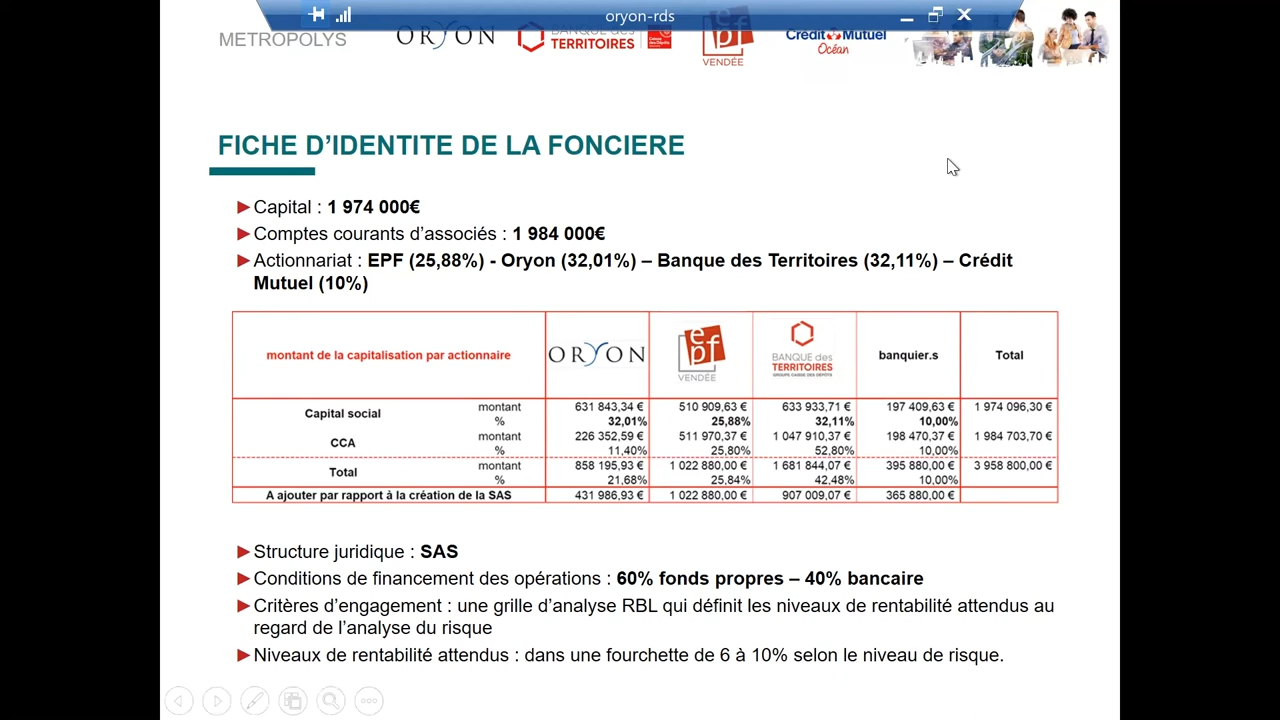 oryon-rds
METROPOLYS
ORYON
BANQUE des
TERRITOIRES
VENDÉE
Crédit Mutuel
Océan
FICHE D’IDENTITE DE LA FONCIERE
Capital : 1 974 000€
Comptes courants d’associés : 1 984 000€
Actionnariat : EPF (25,88%) - Oryon (32,01%) – Banque des Territoires (32,11%) – Crédit
Mutuel (10%)
montant de la capitalisation par actionnaire ORYON epf VENDÉE BANQUE des TERRITOIRES GROUPE CAISSE DES DÉPÔTS banquier.s Total
Capital social montant 631 843,34 € 510 909,63 € 633 933,71 € 197 409,63 € 1 974 096,30 €
% 32,01% 25,88% 32,11% 10,00%
CCA montant 226 352,59 € 511 970,37 € 1 047 910,37 € 198 470,37 € 1 984 703,70 €
% 11,40% 25,80% 52,80% 10,00%
Total montant 858 195,93 € 1 022 880,00 € 1 681 844,07 € 395 880,00 € 3 958 800,00 €
% 21,68% 25,84% 42,48% 10,00%
A ajouter par rapport à la création de la SAS 431 986,93 € 1 022 880,00 € 907 009,07 € 365 880,00 €
Structure juridique : SAS
Conditions de financement des opérations : 60% fonds propres – 40% bancaire
Critères d’engagement : une grille d’analyse RBL qui définit les niveaux de rentabilité attendus au
regard de l’analyse du risque
Niveaux de rentabilité attendus : dans une fourchette de 6 à 10% selon le niveau de risque.